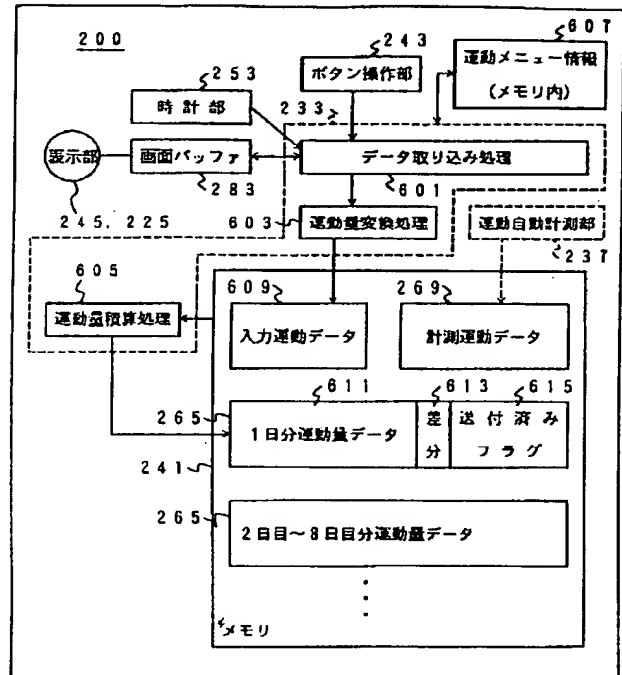 200
243
607
ボタン操作部
運動メニュー情報
(メモリ内)
253
時計部
233
表示部
画面バッファ
データ取り込み処理
283
601
245, 225
603
運動量変換処理
運動自動計測部
237
605
運動量積算処理
609
269
入力運動データ
計測運動データ
611
613
615
265
1日分運動量データ
差分
送付済み
フラグ
241
265
2日目～8日目分運動量データ
メモリ